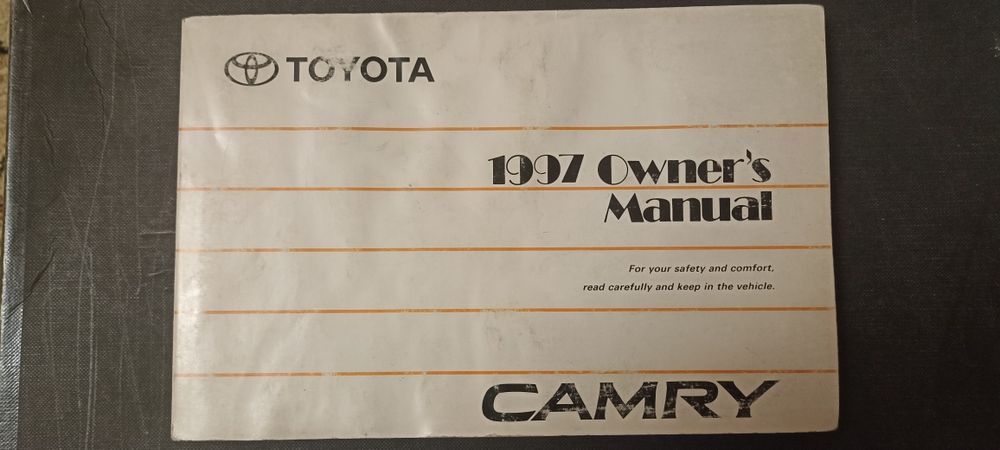 TOYOTA
1997 Owner's
Manual
For your safety and comfort,
read carefully and keep in the vehicle.
CAMRY